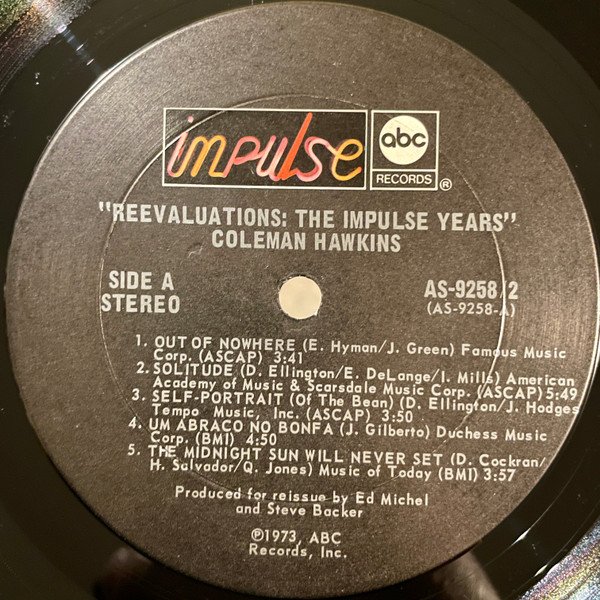 impulse
abc
RECORDS
®
"REEVALUATIONS: THE IMPULSE YEARS"
COLEMAN HAWKINS
SIDE A
STEREO
AS-9258/2
(AS-9258-A)
1. OUT OF NOWHERE (E. Hyman/J. Green) Famous Music
Corp. (ASCAP) 3:41
2. SOLITUDE (D. Ellington/E. DeLange/I. Mills) American
Academy of Music & Scarsdale Music Corp. (ASCAP) 5:49
3. SELF-PORTRAIT (Of The Bean) (D. Ellington/J. Hodges
Tempo Music, Inc. (ASCAP) 3:50
4. UM ABRACO NO BONFA (J. Gilberto) Duchess Music
Corp. (BMI) 4:50
5. THE MIDNIGHT SUN WILL NEVER SET (D. Cockran/
H. Salvador/Q. Jones) Music of Today (BMI) 3:57
Produced for reissue by Ed Michel
and Steve Backer
℗1973, ABC
Records, Inc.